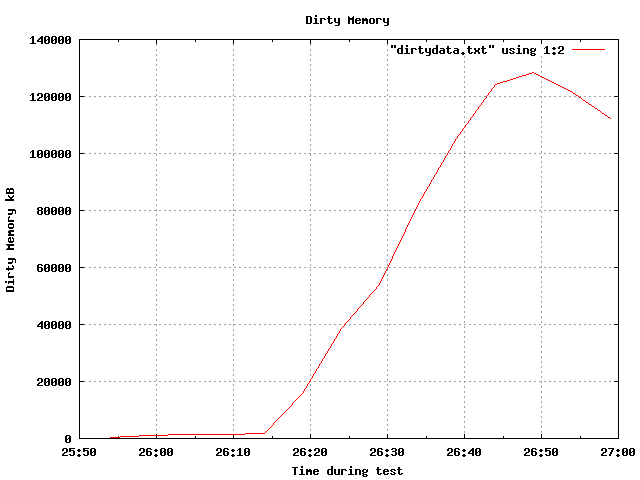 Dirty Memory
"dirtydata.txt" using 1:2
140000
120000
100000
80000
60000
40000
20000
0
Dirty Memory kB
25:50 26:00 26:10 26:20 26:30 26:40 26:50 27:00
Time during test